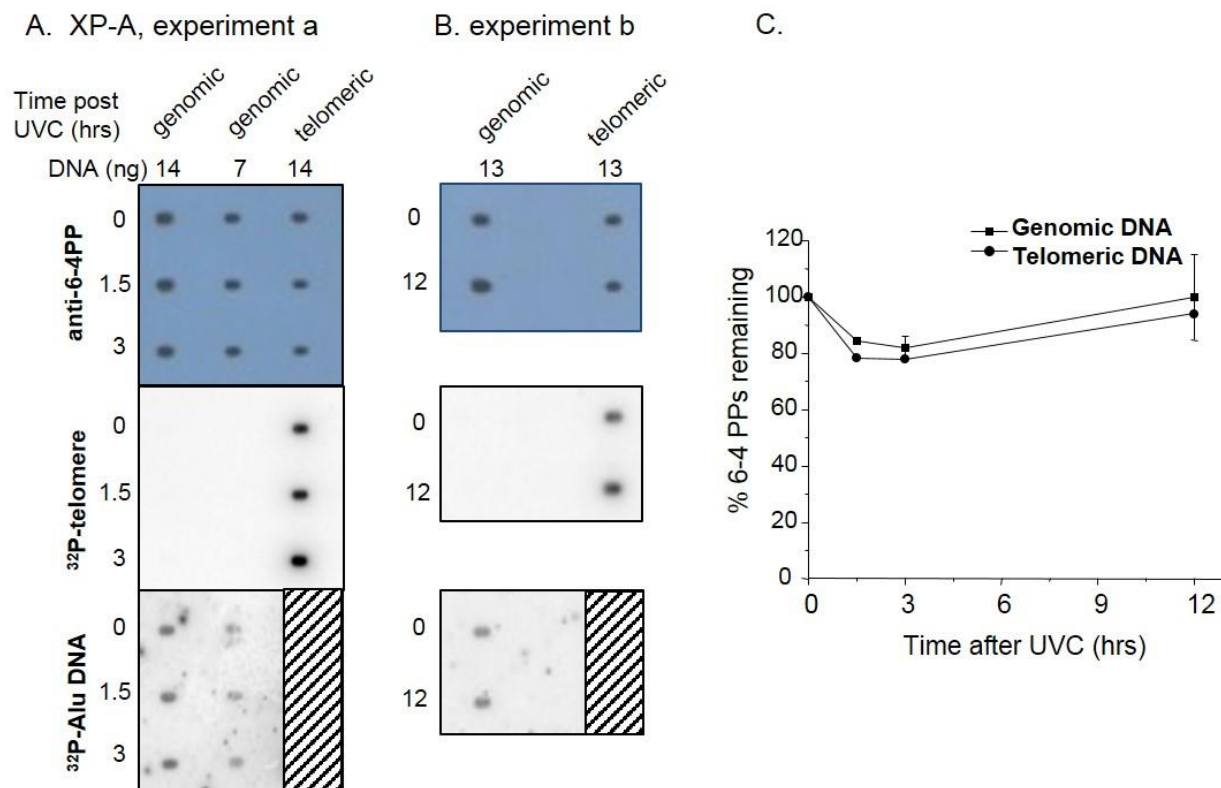 A. XP-A, experiment a
Time post
UVC (hrs)
genomic
genomic
telomeric
DNA (ng)
14
7
14
anti-6-4PP
0
1.5
3
³²P-telomere
0
1.5
3
³²P-Alu DNA
0
1.5
3
B. experiment b
genomic
telomeric
13
13
0
12
0
12
0
12
C.
Genomic DNA
Telomeric DNA
% 6-4 PPs remaining
120
100
80
60
40
20
0
0
3
6
9
12
Time after UVC (hrs)